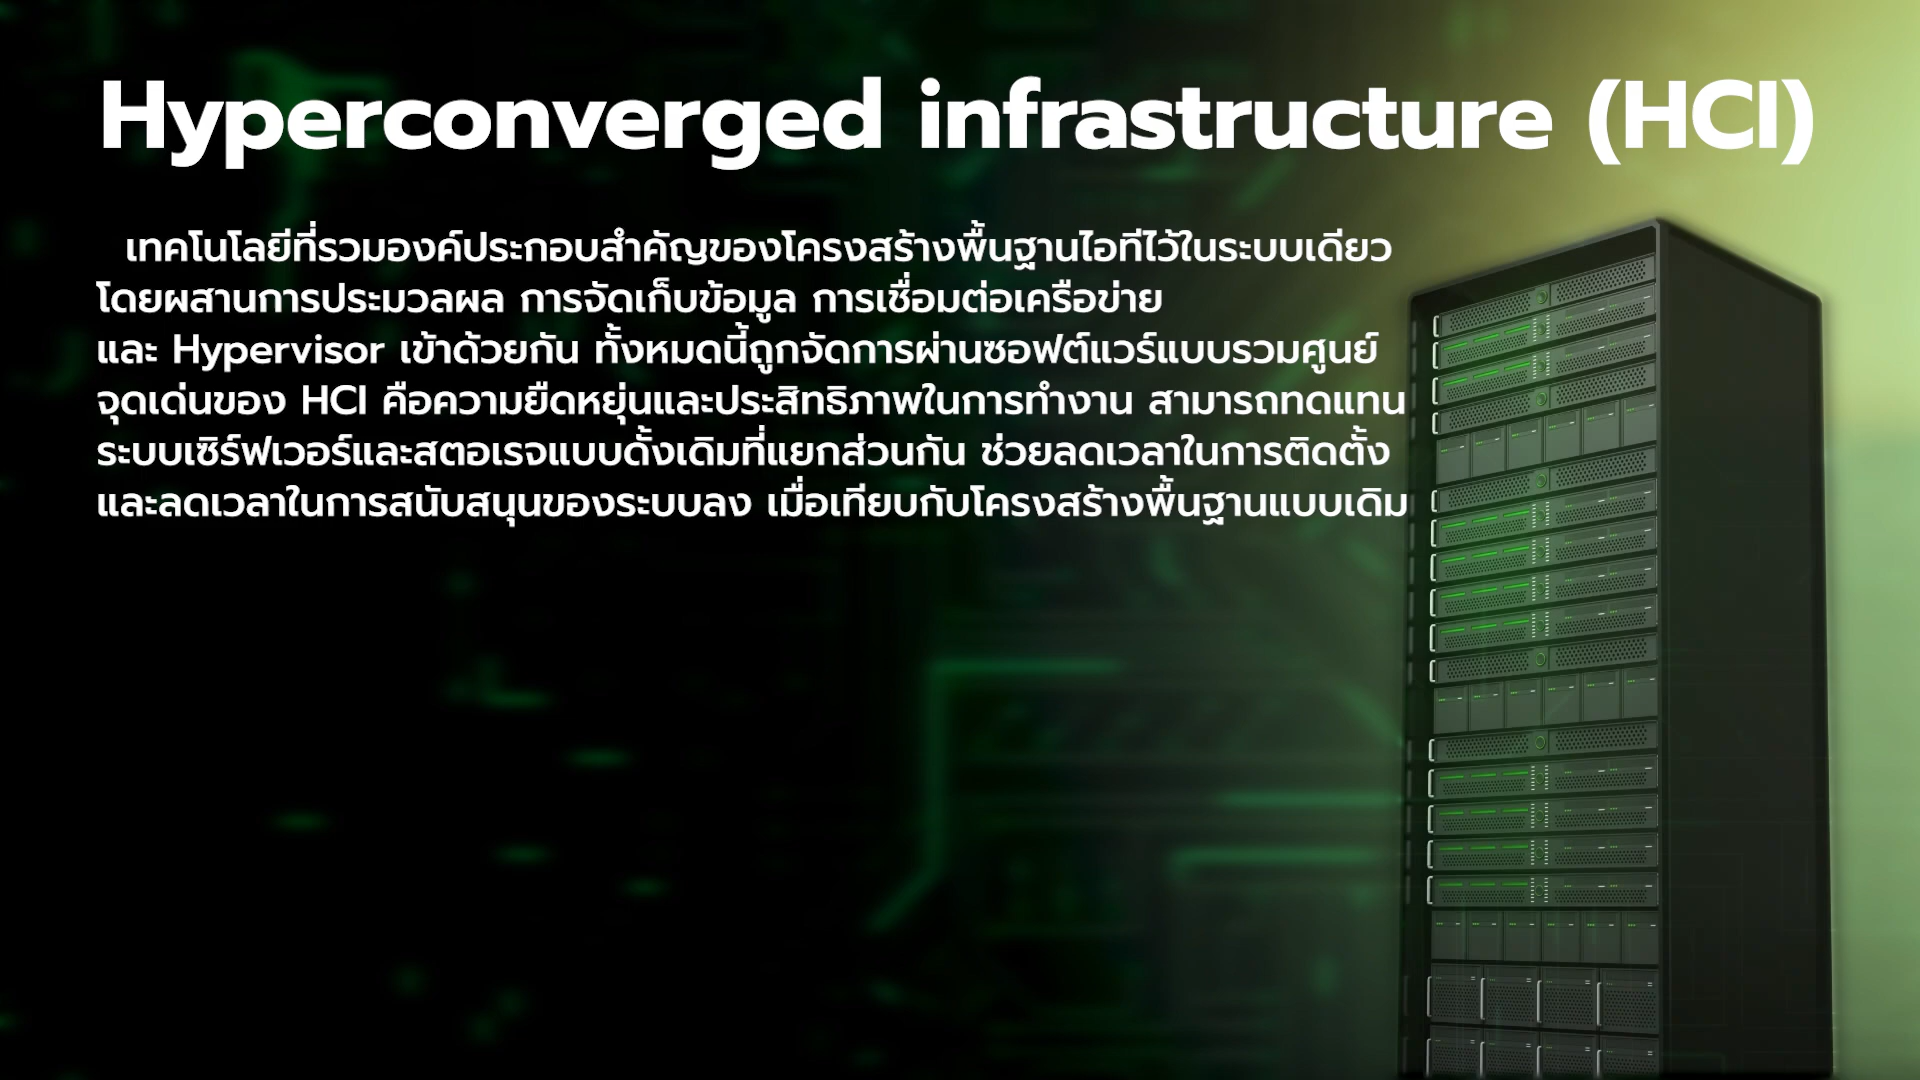 Hyperconverged infrastructure (HCI)
เทคโนโลยีที่รวมองค์ประกอบสำคัญของโครงสร้างพื้นฐานไอทีไว้ในระบบเดียว
โดยผสานการประมวลผล การจัดเก็บข้อมูล การเชื่อมต่อเครือข่าย
และ Hypervisor เข้าด้วยกัน ทั้งหมดนี้ถูกจัดการผ่านซอฟต์แวร์แบบรวมศูนย์
จุดเด่นของ HCI คือความยืดหยุ่นและประสิทธิภาพในการทำงาน สามารถทดแทน
ระบบเซิร์ฟเวอร์และสตอเรจแบบดั้งเดิมที่แยกส่วนกัน ช่วยลดเวลาในการติดตั้ง
และลดเวลาในการสนับสนุนของระบบลง เมื่อเทียบกับโครงสร้างพื้นฐานแบบเดิม